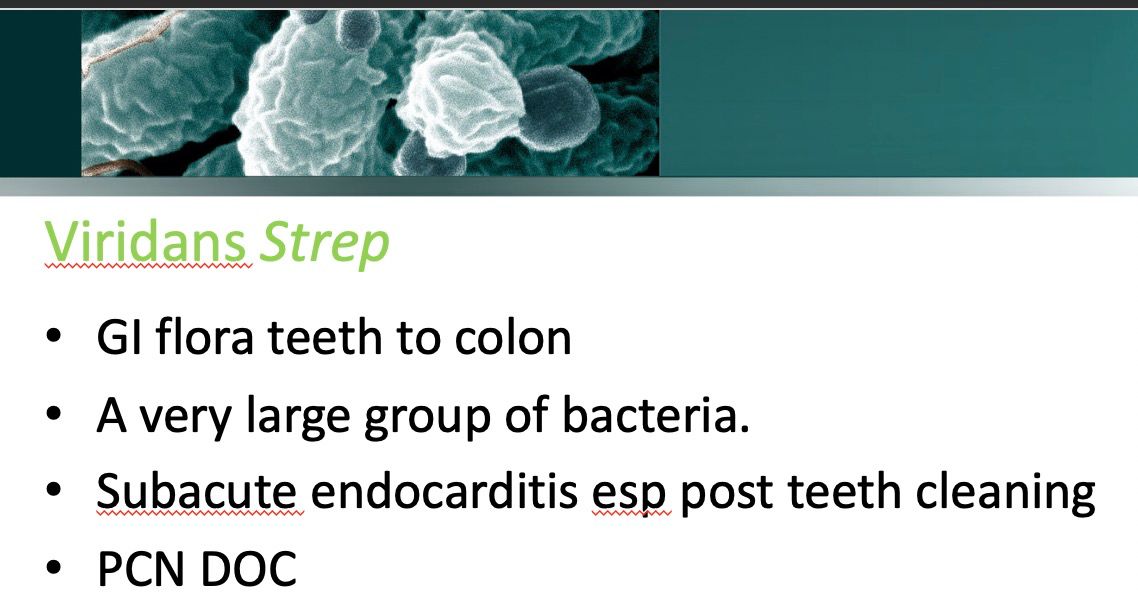 Viridans Strep
• GI flora teeth to colon
• A very large group of bacteria.
• Subacute endocarditis esp post teeth cleaning
• PCN DOC